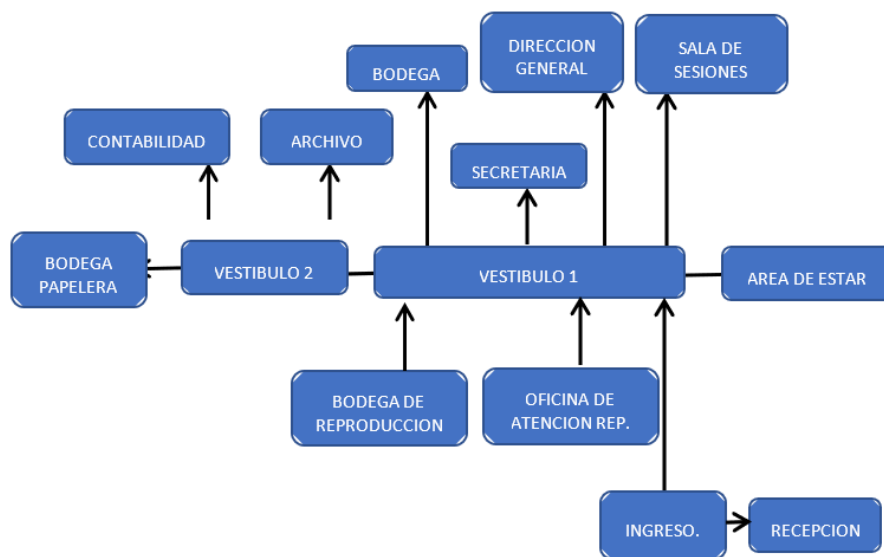 DIRECCION
GENERAL
SALA DE
SESIONES
BODEGA
CONTABILIDAD
ARCHIVO
SECRETARIA
BODEGA
PAPELERA
VESTIBULO 2
VESTIBULO 1
AREA DE ESTAR
BODEGA DE
REPRODUCCION
OFICINA DE
ATENCION REP.
INGRESO.
RECEPCION